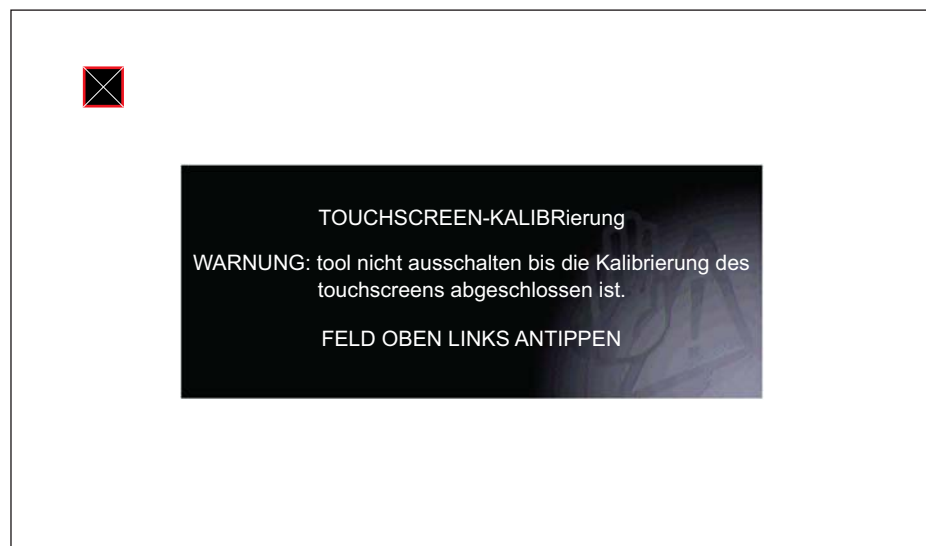 TOUCHSCREEN-KALIBRierung
WARNUNG: tool nicht ausschalten bis die Kalibrierung des
touchscreens abgeschlossen ist.
FELD OBEN LINKS ANTIPPEN